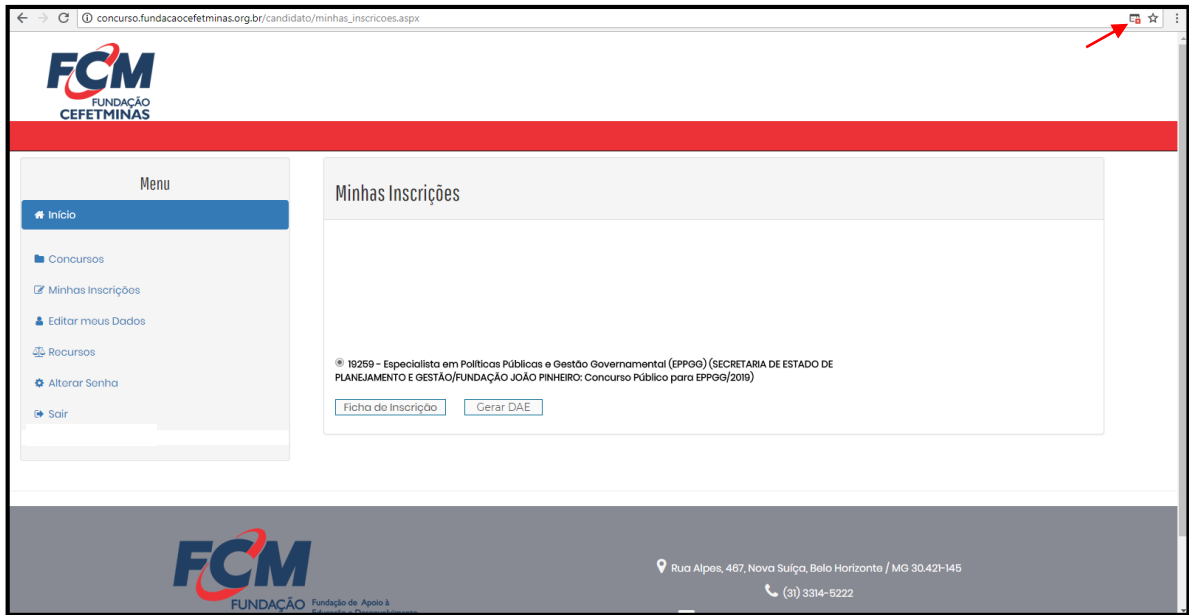 concurso.fundacaocefetminas.org.br/candidato/minhas_inscricoes.aspx
FCM
FUNDAÇÃO
CEFETMINAS
Menu
Início
Concursos
Minhas Inscrições
Editar meus Dados
Recursos
Alterar Senha
Sair
Minhas Inscrições
19259 - Especialista em Políticas Públicas e Gestão Governamental (EPPGG) (SECRETARIA DE ESTADO DE
PLANEJAMENTO E GESTÃO/FUNDAÇÃO JOÃO PINHEIRO: Concurso Público para EPPGG/2019)
Ficha de Inscrição
Gerar DAE
FCM
FUNDAÇÃO
Fundação de Apoio à
Educação e Desenvolvimento
Rua Alpes, 467, Nova Suíça, Belo Horizonte / MG 30.421-145
(31) 3314-5222